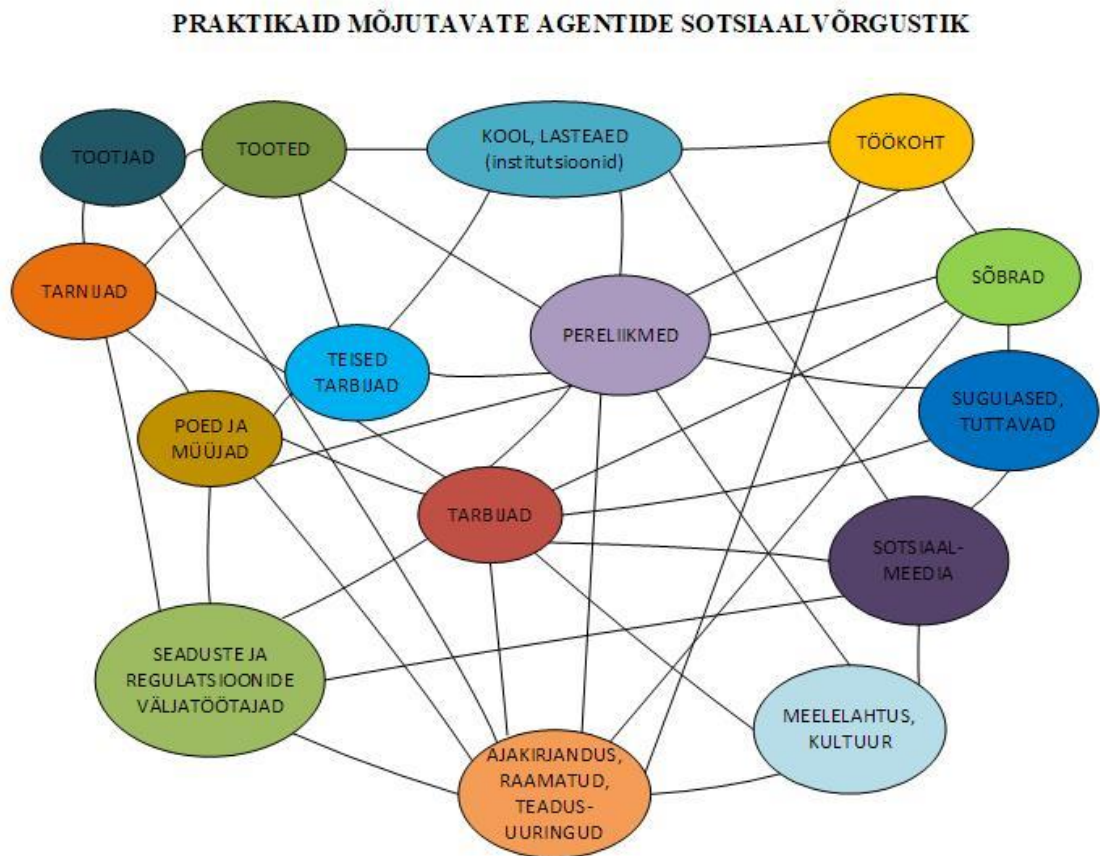 PRAKTIKAID MÕJUTAVATE AGENTIDE SOTSIAALVÕRGUSTIK
TOOTJAD
TOOTED
KOOL, LASTEAED
(institutsioonid)
TÖÖKOHT
TARNIJAD
SÕBRAD
PERELIIKMED
TEISED
TARBIJAD
SUGULASED,
TUTTAVAD
POED JA
MÜÜJAD
TARBIJAD
SOTSIAAL-
MEEDIA
SEADUSTE JA
REGULATSIOONIDE
VÄLJATÖÖTAJAD
MEELELAHTUS,
KULTUUR
AJAKIRJANDUS,
RAAMATUD,
TEADUS-
UURINGUD